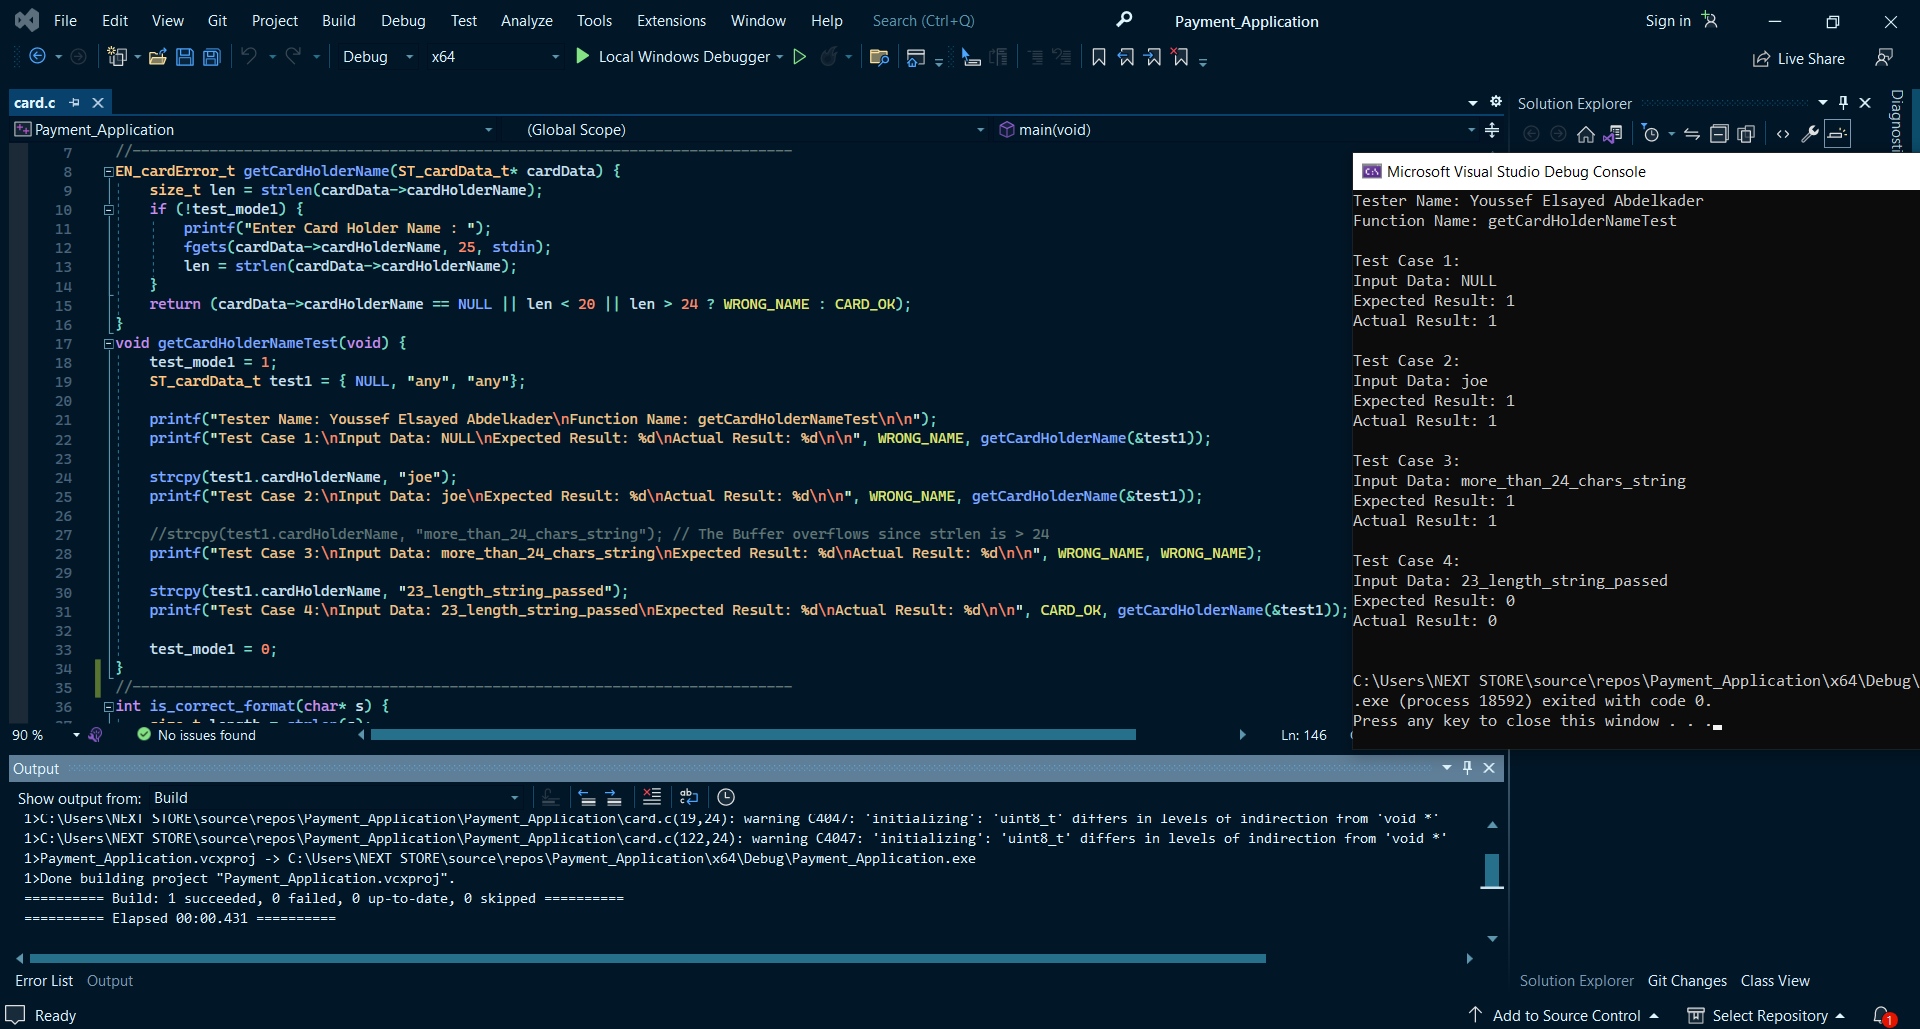 File Edit View Git Project Build Debug Test Analyze Tools Extensions Window Help Search (Ctrl+Q) Payment_Application Sign in
Debug x64 Local Windows Debugger Live Share
card.c
Payment_Application (Global Scope) main(void)
7 //-----------------------------------------------------------------------------
8 EN_cardError_t getCardHolderName(ST_cardData_t* cardData) {
9 size_t len = strlen(cardData->cardHolderName);
10 if (!test_mode1) {
11 printf("Enter Card Holder Name : ");
12 fgets(cardData->cardHolderName, 25, stdin);
13 len = strlen(cardData->cardHolderName);
14 }
15 return (cardData->cardHolderName == NULL || len < 20 || len > 24 ? WRONG_NAME : CARD_OK);
16 }
17 void getCardHolderNameTest(void) {
18 test_mode1 = 1;
19 ST_cardData_t test1 = { NULL, "any", "any"};
20
21 printf("Tester Name: Youssef Elsayed Abdelkader\nFunction Name: getCardHolderNameTest\n\n");
22 printf("Test Case 1:\nInput Data: NULL\nExpected Result: %d\nActual Result: %d\n\n", WRONG_NAME, getCardHolderName(&test1));
23
24 strcpy(test1.cardHolderName, "joe");
25 printf("Test Case 2:\nInput Data: joe\nExpected Result: %d\nActual Result: %d\n\n", WRONG_NAME, getCardHolderName(&test1));
26
27 //strcpy(test1.cardHolderName, "more_than_24_chars_string"); // The Buffer overflows since strlen is > 24
28 printf("Test Case 3:\nInput Data: more_than_24_chars_string\nExpected Result: %d\nActual Result: %d\n\n", WRONG_NAME, WRONG_NAME);
29
30 strcpy(test1.cardHolderName, "23_length_string_passed");
31 printf("Test Case 4:\nInput Data: 23_length_string_passed\nExpected Result: %d\nActual Result: %d\n\n", CARD_OK, getCardHolderName(&test1));
32
33 test_mode1 = 0;
34 }
35 //-----------------------------------------------------------------------------
36 int is_correct_format(char* s) {
90 % No issues found Ln: 146
Solution Explorer
Diagnosti
Microsoft Visual Studio Debug Console
Tester Name: Youssef Elsayed Abdelkader
Function Name: getCardHolderNameTest
Test Case 1:
Input Data: NULL
Expected Result: 1
Actual Result: 1
Test Case 2:
Input Data: joe
Expected Result: 1
Actual Result: 1
Test Case 3:
Input Data: more_than_24_chars_string
Expected Result: 1
Actual Result: 1
Test Case 4:
Input Data: 23_length_string_passed
Expected Result: 0
Actual Result: 0
C:\Users\NEXT STORE\source\repos\Payment_Application\x64\Debug\
.exe (process 18592) exited with code 0.
Press any key to close this window . . .
Output
Show output from: Build
1>C:\Users\NEXT STORE\source\repos\Payment_Application\Payment_Application\card.c(19,24): warning C4047: 'initializing': 'uint8_t' differs in levels of indirection from 'void *'
1>C:\Users\NEXT STORE\source\repos\Payment_Application\Payment_Application\card.c(122,24): warning C4047: 'initializing': 'uint8_t' differs in levels of indirection from 'void *'
1>Payment_Application.vcxproj -> C:\Users\NEXT STORE\source\repos\Payment_Application\x64\Debug\Payment_Application.exe
1>Done building project "Payment_Application.vcxproj".
========== Build: 1 succeeded, 0 failed, 0 up-to-date, 0 skipped ==========
========== Elapsed 00:00.431 ==========
Error List Output
Solution Explorer Git Changes Class View
Ready Add to Source Control Select Repository 1